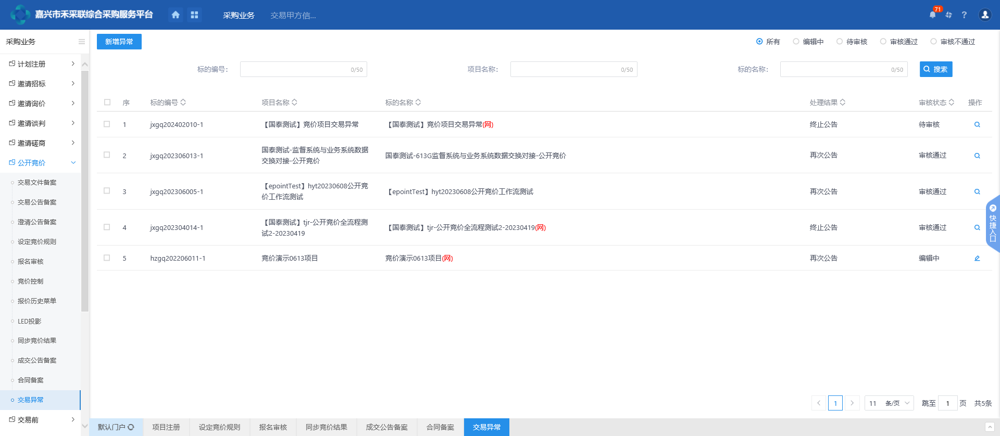 嘉兴市禾采联综合采购服务平台
采购业务 交易甲方信...
71
采购业务
新增异常
所有 编辑中 待审核 审核通过 审核不通过
标的编号： 0/50 项目名称： 0/50 标的名称： 0/50 搜索
计划注册
邀请招标
邀请询价
邀请谈判
邀请磋商
公开竞价
交易文件备案
交易公告备案
澄清公告备案
设定竞价规则
报名审核
竞价控制
报价历史菜单
LED投影
同步竞价结果
成交公告备案
合同备案
交易异常
交易前
序 标的编号 项目名称 标的名称 处理结果 审核状态 操作
1 jxgq202402010-1 【国泰测试】竞价项目交易异常 【国泰测试】竞价项目交易异常(网) 终止公告 待审核
2 jxgq202306013-1 国泰测试-监督系统与业务系统数据
交换对接-公开竞价 国泰测试-613G监督系统与业务系统数据交换对接-公开竞价 再次公告 审核通过
3 jxgq202306005-1 【epointTest】hyt20230608公开竞
价工作流测试 【epointTest】hyt20230608公开竞价工作流测试 再次公告 审核通过
4 jxgq202304014-1 【国泰测试】tjr-公开竞价全流程测
试2-20230419 【国泰测试】tjr-公开竞价全流程测试2-20230419(网) 终止公告 审核通过
5 hzgq202206011-1 竞价演示0613项目 竞价演示0613项目(网) 再次公告 编辑中
快捷入口
1 11 条/页 跳至 1 页 共5条
默认门户 项目注册 设定竞价规则 报名审核 同步竞价结果 成交公告备案 合同备案 交易异常